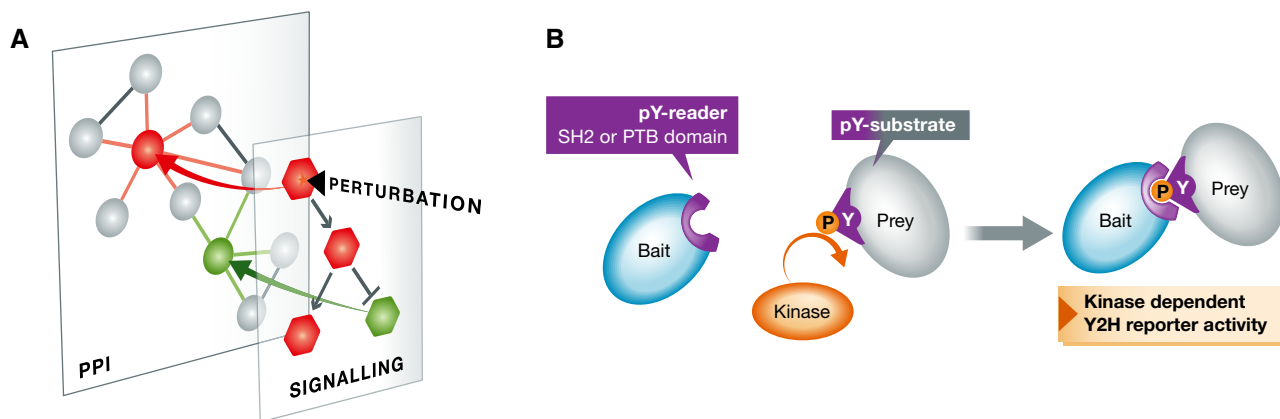 A
PERTURBATION
PPI
SIGNALLING
B
pY-reader
SH2 or PTB domain
pY-substrate
Bait
P
Y
Prey
Kinase
Bait
P
Y
Prey
Kinase dependent
Y2H reporter activity